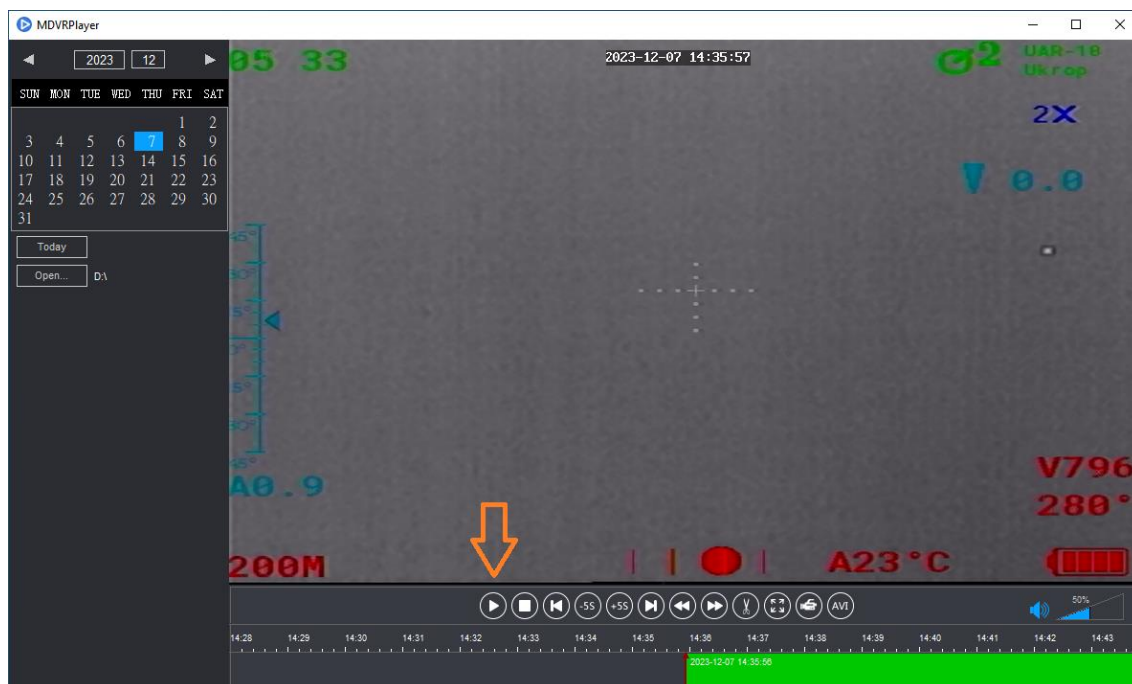 MDVRPlayer
2023 12
SUN MON TUE WED THU FRI SAT
1 2
3 4 5 6 7 8 9
10 11 12 13 14 15 16
17 18 19 20 21 22 23
24 25 26 27 28 29 30
31
Today
Open... D:\
05 33
2023-12-07 14:35:57
2
UAR-18
Ukrop
2X
0.0
A0.9
V796
280°
200M
A23°C
-5S +5S AVI
50%
14:28 14:29 14:30 14:31 14:32 14:33 14:34 14:35 14:36 14:37 14:38 14:39 14:40 14:41 14:42 14:43
2023-12-07 14:35:56